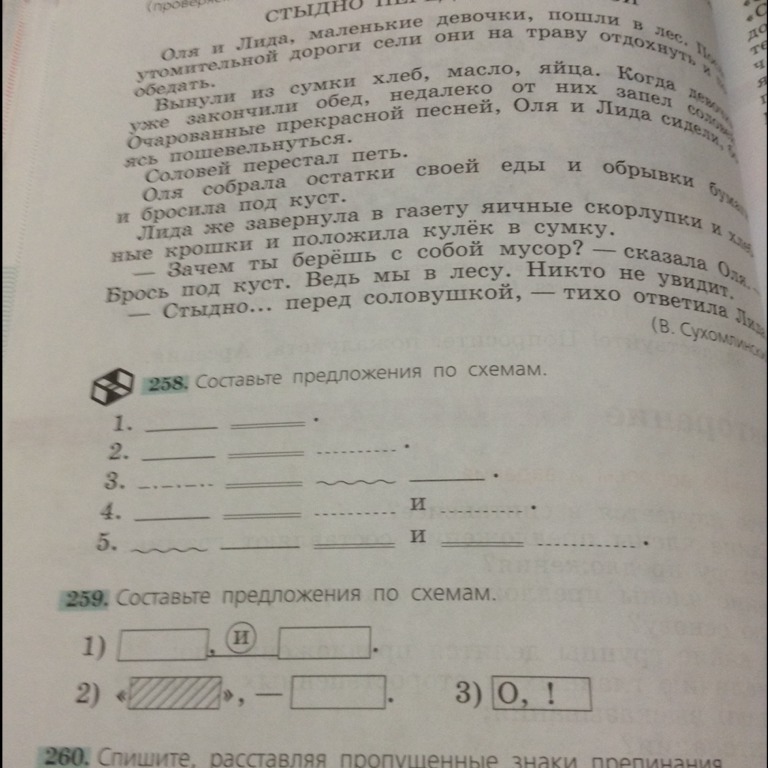 (проверя
СТЫДНО
Оля и Лида, маленькие девочки, пошли в лес.
утомительной дороги сели они на траву отдохнуть и
обедать.
Вынули из сумки хлеб, масло, яйца. Когда
уже закончили обед, недалеко от них запел
Очарованные прекрасной песней, Оля и Лида сидели,
ясь пошевельнуться.
Соловей перестал петь.
Оля собрала остатки своей еды и обрывки
и бросила под куст.
Лида же завернула в газету яичные скорлупки и
ные крошки и положила кулёк в сумку.
— Зачем ты берёшь с собой мусор? — сказала Оля. —
Брось под куст. Ведь мы в лесу. Никто не увидит.
— Стыдно... перед соловушкой, — тихо ответила
(В. Сухомлински
258. Составьте предложения по схемам.
1. .
2. .
3. .
4. и .
5. и .
259. Составьте предложения по схемам.
1) , и .
2) « », — . 3) О, !
260. Спишите, расставляя пропущенные знаки препинания